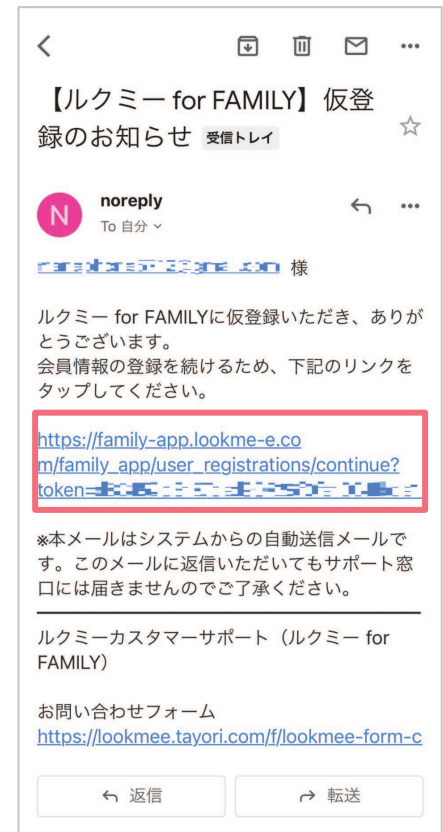 【ルクミー for FAMILY】仮登
録のお知らせ 受信トレイ
N
noreply
To 自分
様
ルクミー for FAMILYに仮登録いただき、ありが
とうございます。
会員情報の登録を続けるため、下記のリンクを
タップしてください。
https://family-app.lookme-e.co
m/family_app/user_registrations/continue?
token=
※本メールはシステムからの自動送信メールで
す。このメールに返信いただいてもサポート窓
口には届きませんのでご了承ください。
ルクミーカスタマーサポート（ルクミー for
FAMILY）
お問い合わせフォーム
https://lookmee.tayori.com/f/lookmee-form-c
返信
転送